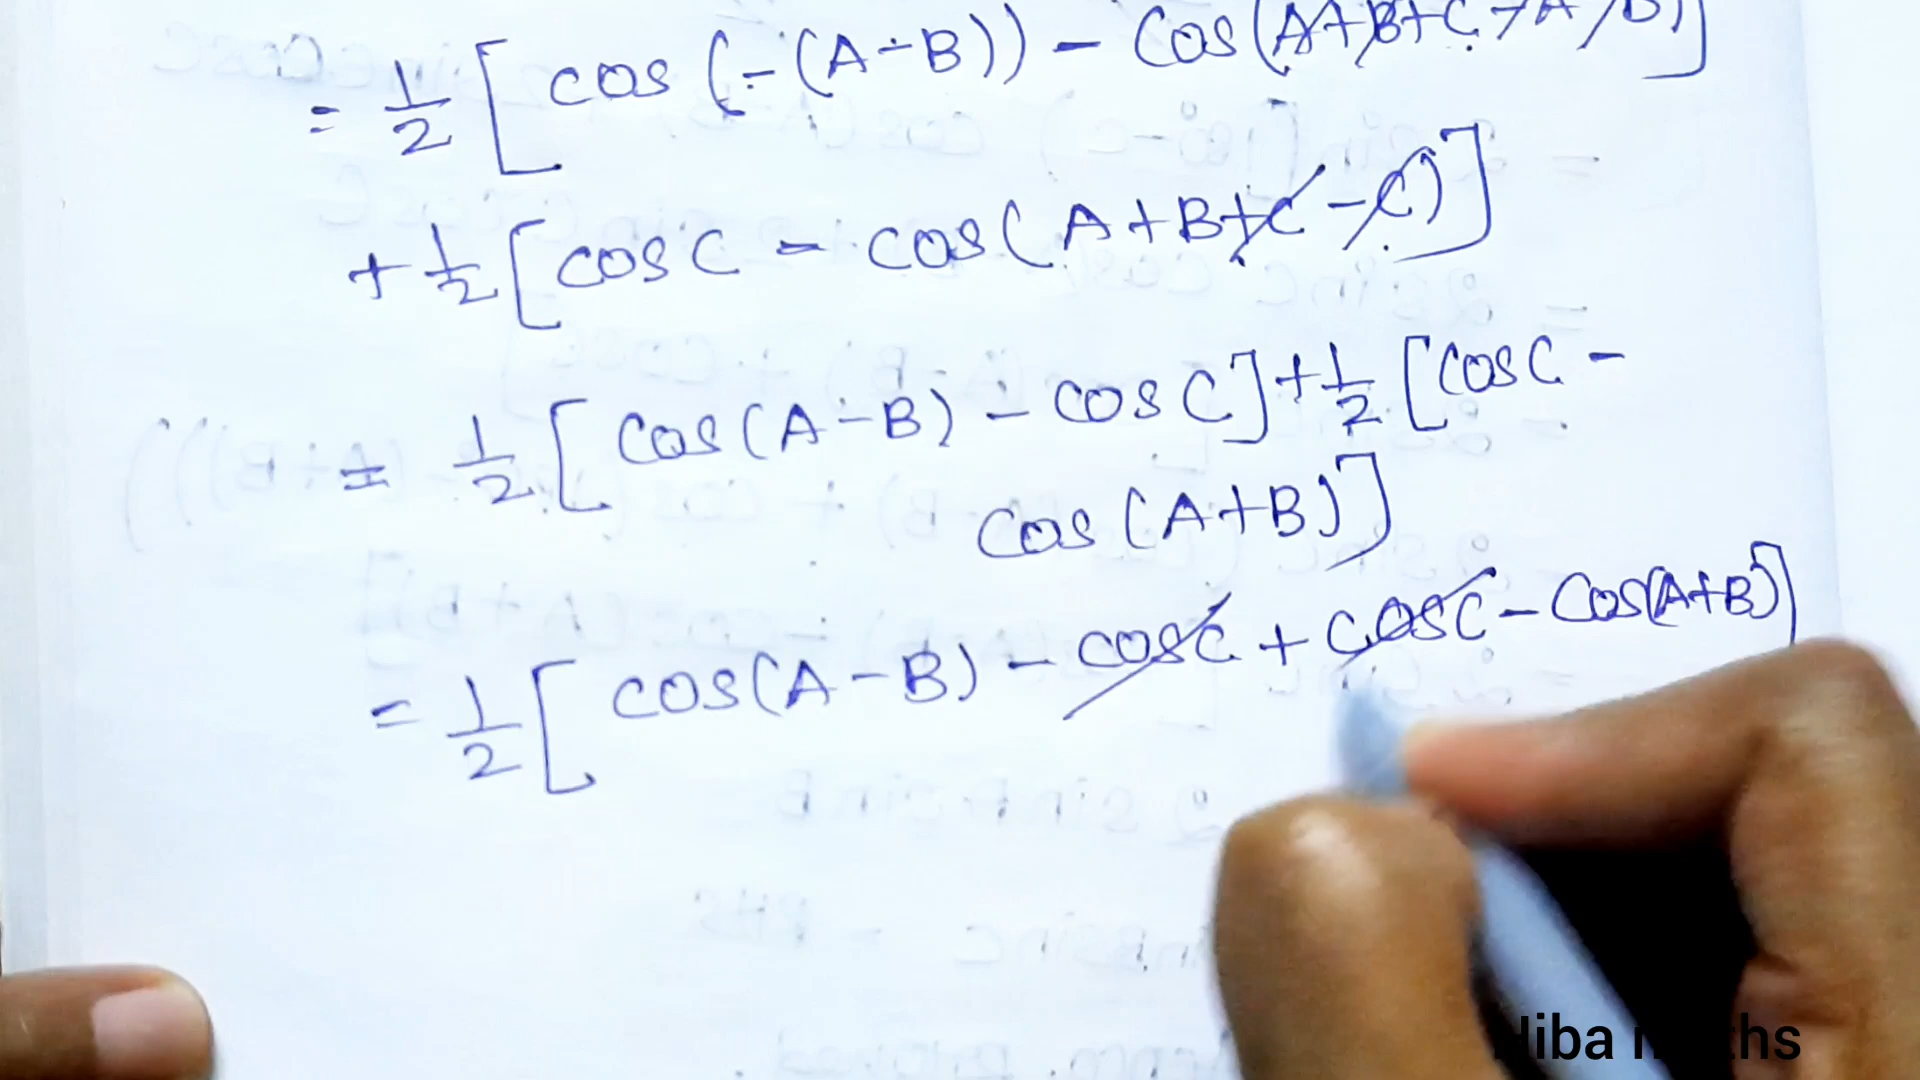 = 1/2 [ cos (-(A-B)) - cos(A+B+C-A-B)]
+ 1/2 [ cos C - cos( A+B+C-C)]
= 1/2 [ cos(A-B) - cos C] + 1/2 [cos C -
cos (A+B)]
= 1/2 [ cos(A-B) - cos C + cos C - cos(A+B)]